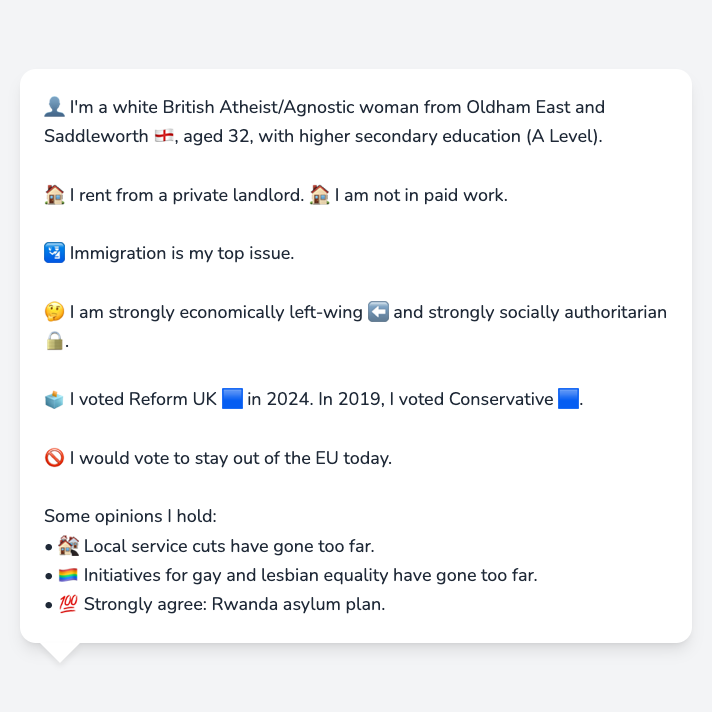 👤 I'm a white British Atheist/Agnostic woman from Oldham East and
Saddleworth 🏴󠁧󠁢󠁥󠁮󠁧󠁿, aged 32, with higher secondary education (A Level).
🏠 I rent from a private landlord. 🏠 I am not in paid work.
🛂 Immigration is my top issue.
🤔 I am strongly economically left-wing ⬅️ and strongly socially authoritarian
🔒.
🗳️ I voted Reform UK 🟦 in 2024. In 2019, I voted Conservative 🟦.
🚫 I would vote to stay out of the EU today.
Some opinions I hold:
• 🏚️ Local service cuts have gone too far.
• 🏳️‍🌈 Initiatives for gay and lesbian equality have gone too far.
• 💯 Strongly agree: Rwanda asylum plan.